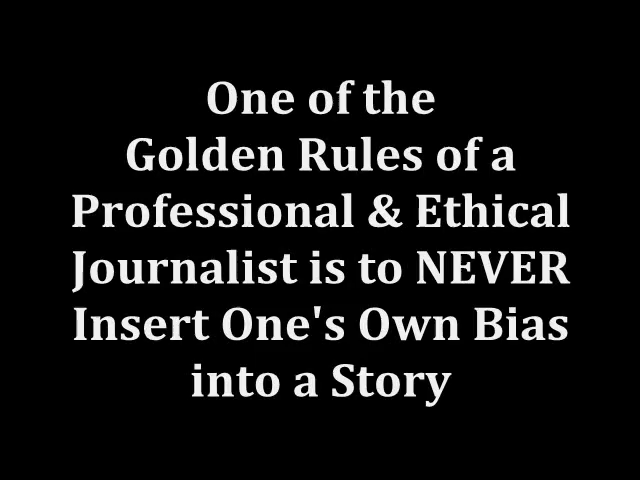 One of the
Golden Rules of a
Professional & Ethical
Journalist is to NEVER
Insert One's Own Bias
into a Story